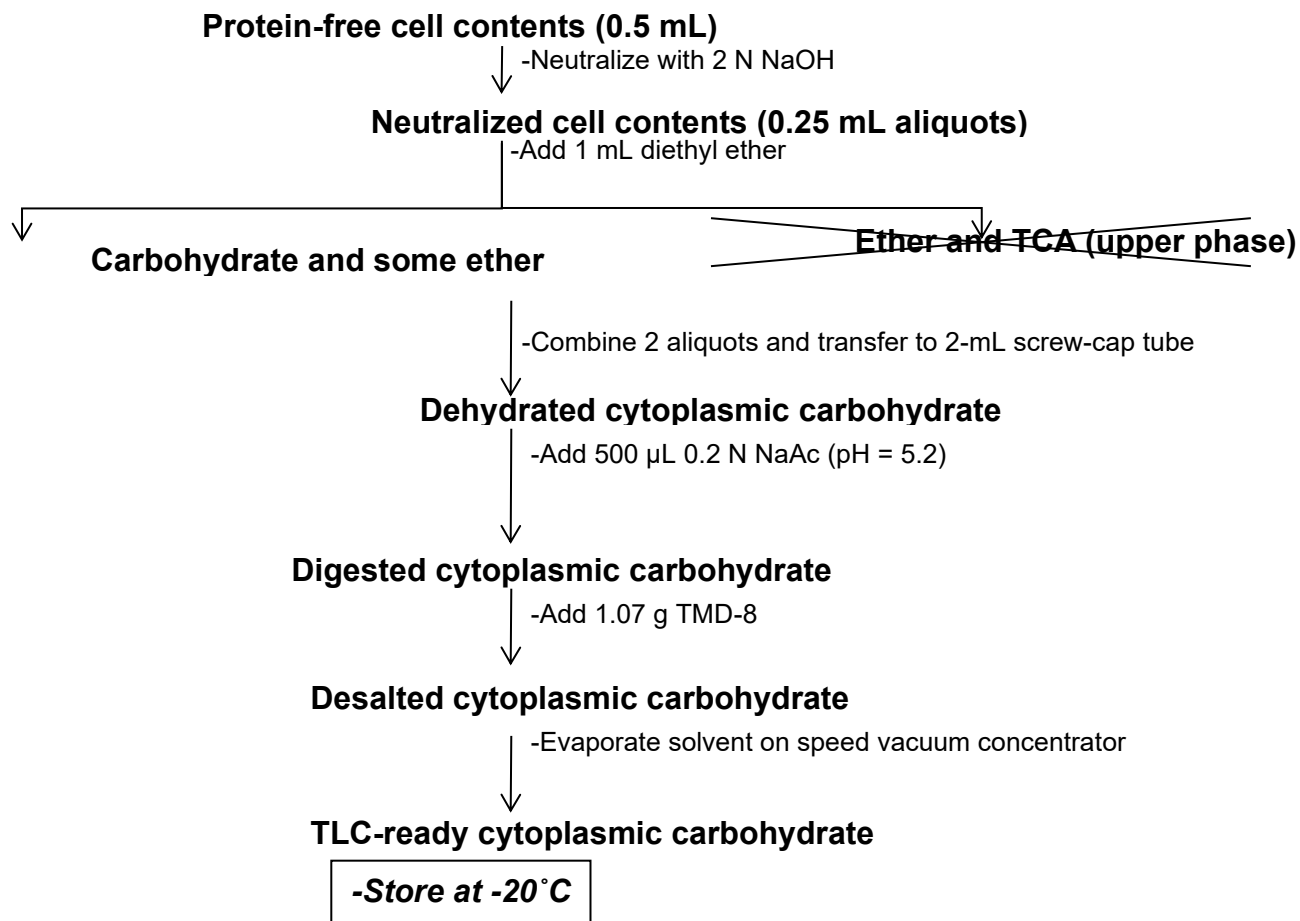 Protein-free cell contents (0.5 mL)
-Neutralize with 2 N NaOH
Neutralized cell contents (0.25 mL aliquots)
-Add 1 mL diethyl ether
Ether and TCA (upper phase)
Carbohydrate and some ether
-Combine 2 aliquots and transfer to 2-mL screw-cap tube
Dehydrated cytoplasmic carbohydrate
-Add 500 µL 0.2 N NaAc (pH = 5.2)
Digested cytoplasmic carbohydrate
-Add 1.07 g TMD-8
Desalted cytoplasmic carbohydrate
-Evaporate solvent on speed vacuum concentrator
TLC-ready cytoplasmic carbohydrate
-Store at -20˚C